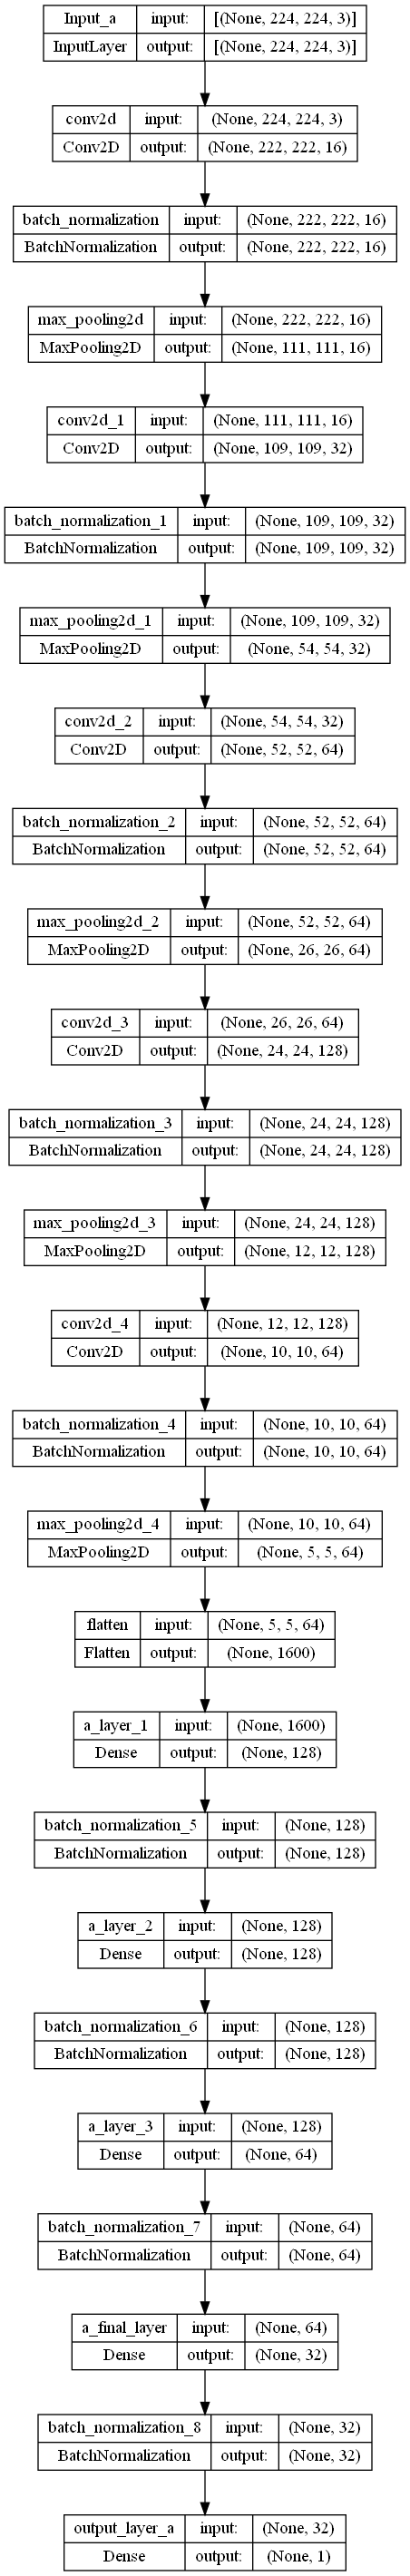 Input_a input: [(None, 224, 224, 3)]
InputLayer output: [(None, 224, 224, 3)]
conv2d input: (None, 224, 224, 3)
Conv2D output: (None, 222, 222, 16)
batch_normalization input: (None, 222, 222, 16)
BatchNormalization output: (None, 222, 222, 16)
max_pooling2d input: (None, 222, 222, 16)
MaxPooling2D output: (None, 111, 111, 16)
conv2d_1 input: (None, 111, 111, 16)
Conv2D output: (None, 109, 109, 32)
batch_normalization_1 input: (None, 109, 109, 32)
BatchNormalization output: (None, 109, 109, 32)
max_pooling2d_1 input: (None, 109, 109, 32)
MaxPooling2D output: (None, 54, 54, 32)
conv2d_2 input: (None, 54, 54, 32)
Conv2D output: (None, 52, 52, 64)
batch_normalization_2 input: (None, 52, 52, 64)
BatchNormalization output: (None, 52, 52, 64)
max_pooling2d_2 input: (None, 52, 52, 64)
MaxPooling2D output: (None, 26, 26, 64)
conv2d_3 input: (None, 26, 26, 64)
Conv2D output: (None, 24, 24, 128)
batch_normalization_3 input: (None, 24, 24, 128)
BatchNormalization output: (None, 24, 24, 128)
max_pooling2d_3 input: (None, 24, 24, 128)
MaxPooling2D output: (None, 12, 12, 128)
conv2d_4 input: (None, 12, 12, 128)
Conv2D output: (None, 10, 10, 64)
batch_normalization_4 input: (None, 10, 10, 64)
BatchNormalization output: (None, 10, 10, 64)
max_pooling2d_4 input: (None, 10, 10, 64)
MaxPooling2D output: (None, 5, 5, 64)
flatten input: (None, 5, 5, 64)
Flatten output: (None, 1600)
a_layer_1 input: (None, 1600)
Dense output: (None, 128)
batch_normalization_5 input: (None, 128)
BatchNormalization output: (None, 128)
a_layer_2 input: (None, 128)
Dense output: (None, 128)
batch_normalization_6 input: (None, 128)
BatchNormalization output: (None, 128)
a_layer_3 input: (None, 128)
Dense output: (None, 64)
batch_normalization_7 input: (None, 64)
BatchNormalization output: (None, 64)
a_final_layer input: (None, 64)
Dense output: (None, 32)
batch_normalization_8 input: (None, 32)
BatchNormalization output: (None, 32)
output_layer_a input: (None, 32)
Dense output: (None, 1)